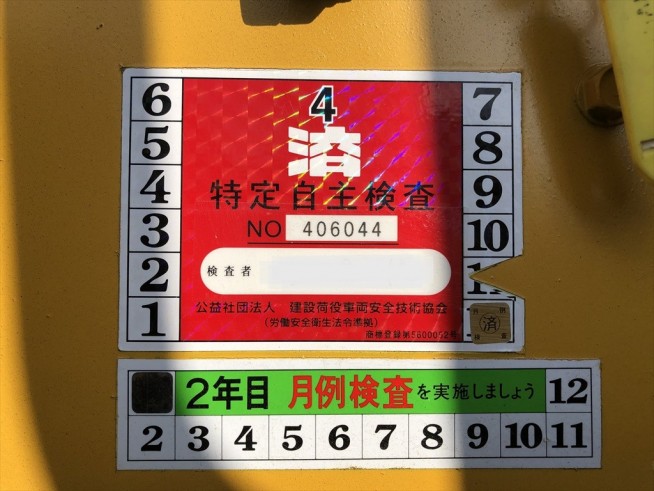 4
済
特定自主検査
NO 406044
検査者
公益社団法人 建設荷役車両安全技術協会
(労働安全衛生法令準拠)
6
5
4
3
2
1
7
8
9
10
済
2年目 月例検査を実施しましょう 12
2 3 4 5 6 7 8 9 10 11